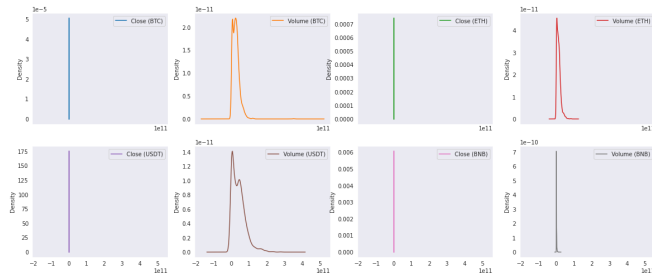 1e−5
Close (BTC)
Density
5
4
3
2
1
0
1e11
1e−11
Volume (BTC)
Density
2.0
1.5
1.0
0.5
0.0
1e11
Close (ETH)
Density
0.0007
0.0006
0.0005
0.0004
0.0003
0.0002
0.0001
0.0000
1e11
1e−11
Volume (ETH)
Density
4
3
2
1
0
1e11
Close (USDT)
Density
175
150
125
100
75
50
25
0
−2 −1 0 1 2 3 4 5
1e11
1e−11
Volume (USDT)
Density
1.4
1.2
1.0
0.8
0.6
0.4
0.2
0.0
−2 −1 0 1 2 3 4 5
1e11
Close (BNB)
Density
0.006
0.005
0.004
0.003
0.002
0.001
0.000
−2 −1 0 1 2 3 4 5
1e11
1e−10
Volume (BNB)
Density
7
6
5
4
3
2
1
0
−2 −1 0 1 2 3 4 5
1e11